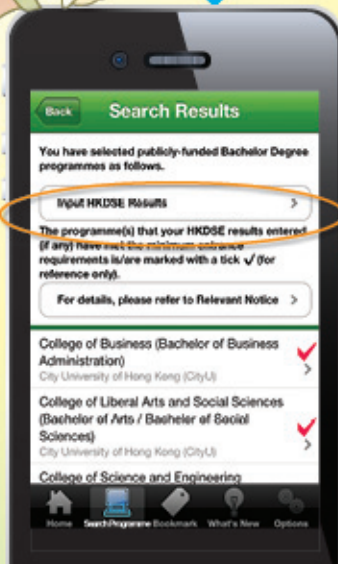 Back
Search Results
You have selected publicly-funded Bachelor Degree
programmes as follows.
Input HKDSE Results
The programme(s) that your HKDSE results entered
(if any) have met the minimum entrance
requirements is/are marked with a tick ✓ (for
reference only).
For details, please refer to Relevant Notice
College of Business (Bachelor of Business
Administration)
City University of Hong Kong (CityU)
College of Liberal Arts and Social Sciences
(Bachelor of Arts / Bachelor of Social
Sciences)
City University of Hong Kong (CityU)
College of Science and Engineering
Home Search Programme Bookmark What's New Options